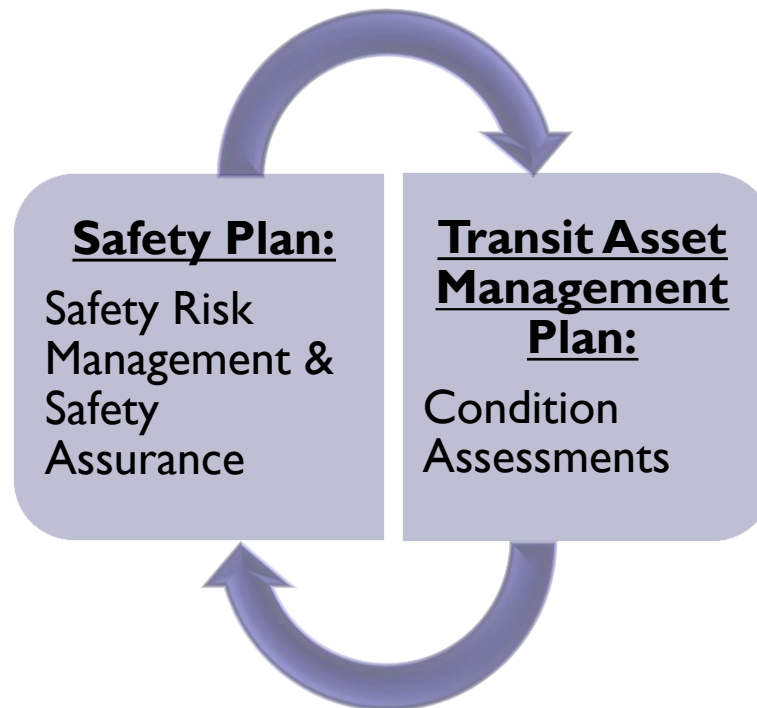 Safety Plan:
Safety Risk
Management &
Safety
Assurance
Transit Asset
Management
Plan:
Condition
Assessments